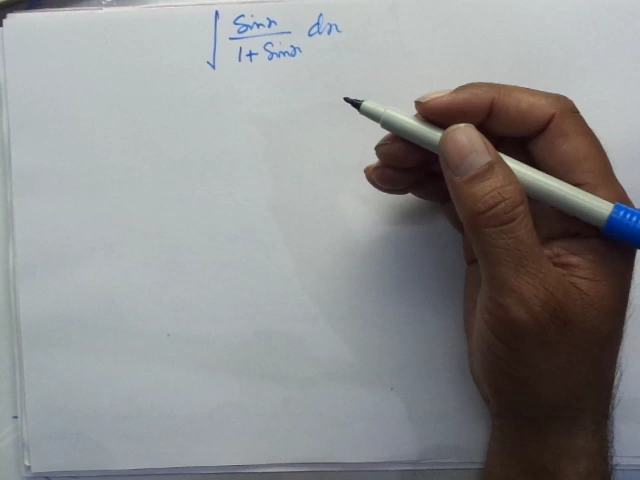 ∫ sinx / 1 + sinx dx